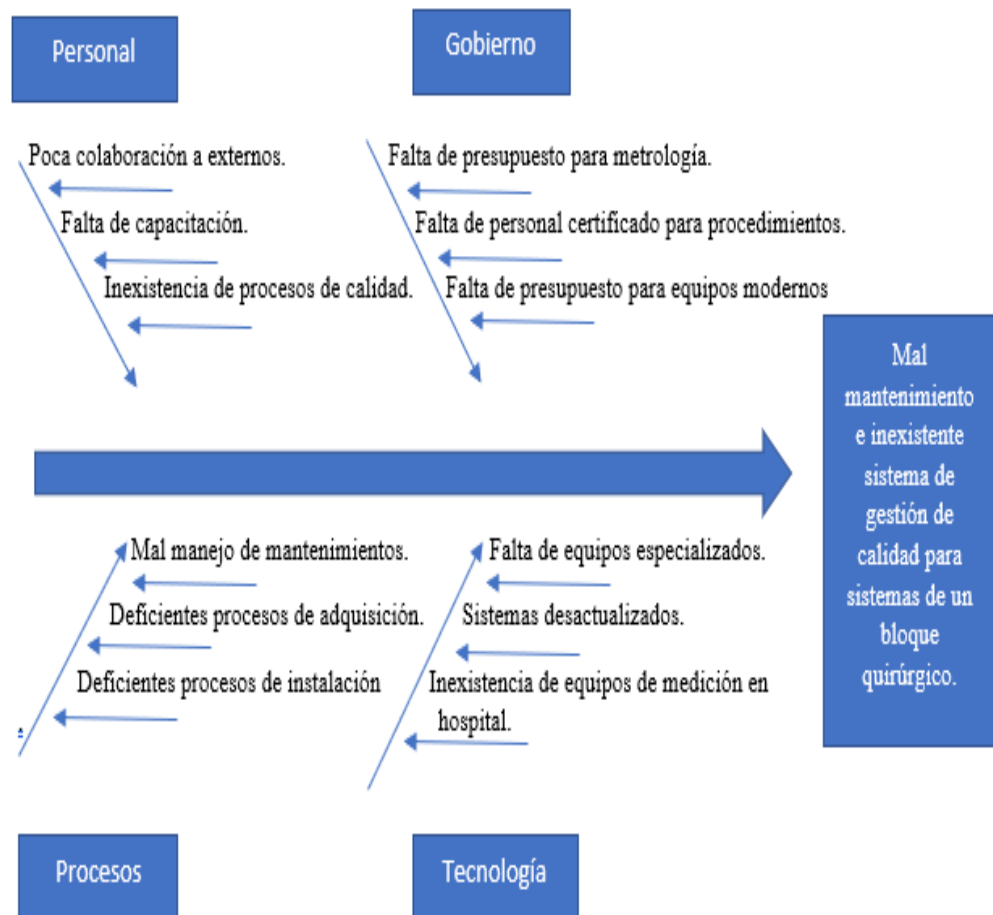 Personal
Gobierno
Poca colaboración a externos.
Falta de capacitación.
Inexistencia de procesos de calidad.
Falta de presupuesto para metrología.
Falta de personal certificado para procedimientos.
Falta de presupuesto para equipos modernos
Mal
mantenimiento
e inexistente
sistema de
gestión de
calidad para
sistemas de un
bloque
quirúrgico.
Mal manejo de mantenimientos.
Deficientes procesos de adquisición.
Deficientes procesos de instalación
Falta de equipos especializados.
Sistemas desactualizados.
Inexistencia de equipos de medición en
hospital.
Procesos
Tecnología